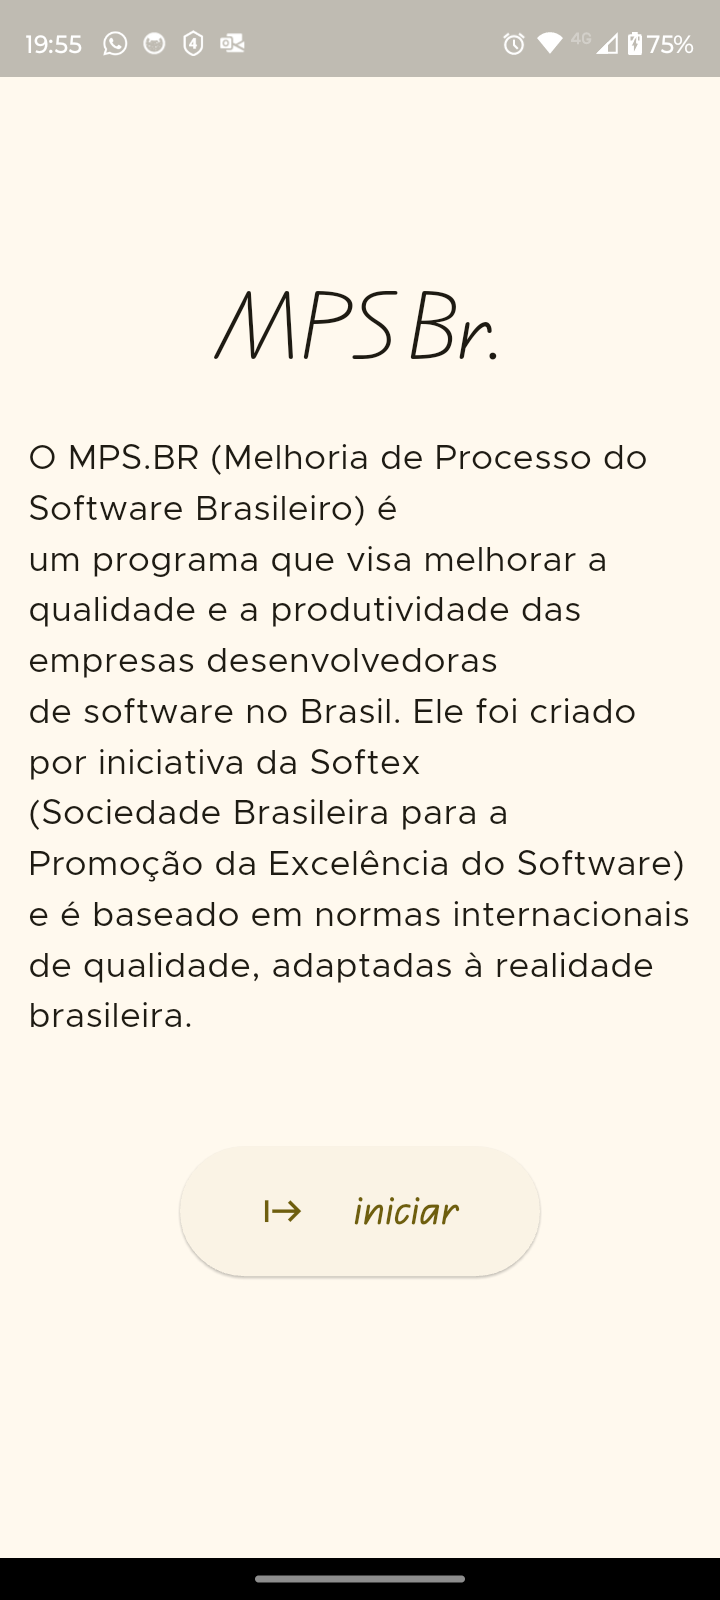 19:55 4G 75%
MPS Br.
O MPS.BR (Melhoria de Processo do
Software Brasileiro) é
um programa que visa melhorar a
qualidade e a produtividade das
empresas desenvolvedoras
de software no Brasil. Ele foi criado
por iniciativa da Softex
(Sociedade Brasileira para a
Promoção da Excelência do Software)
e é baseado em normas internacionais
de qualidade, adaptadas à realidade
brasileira.
iniciar